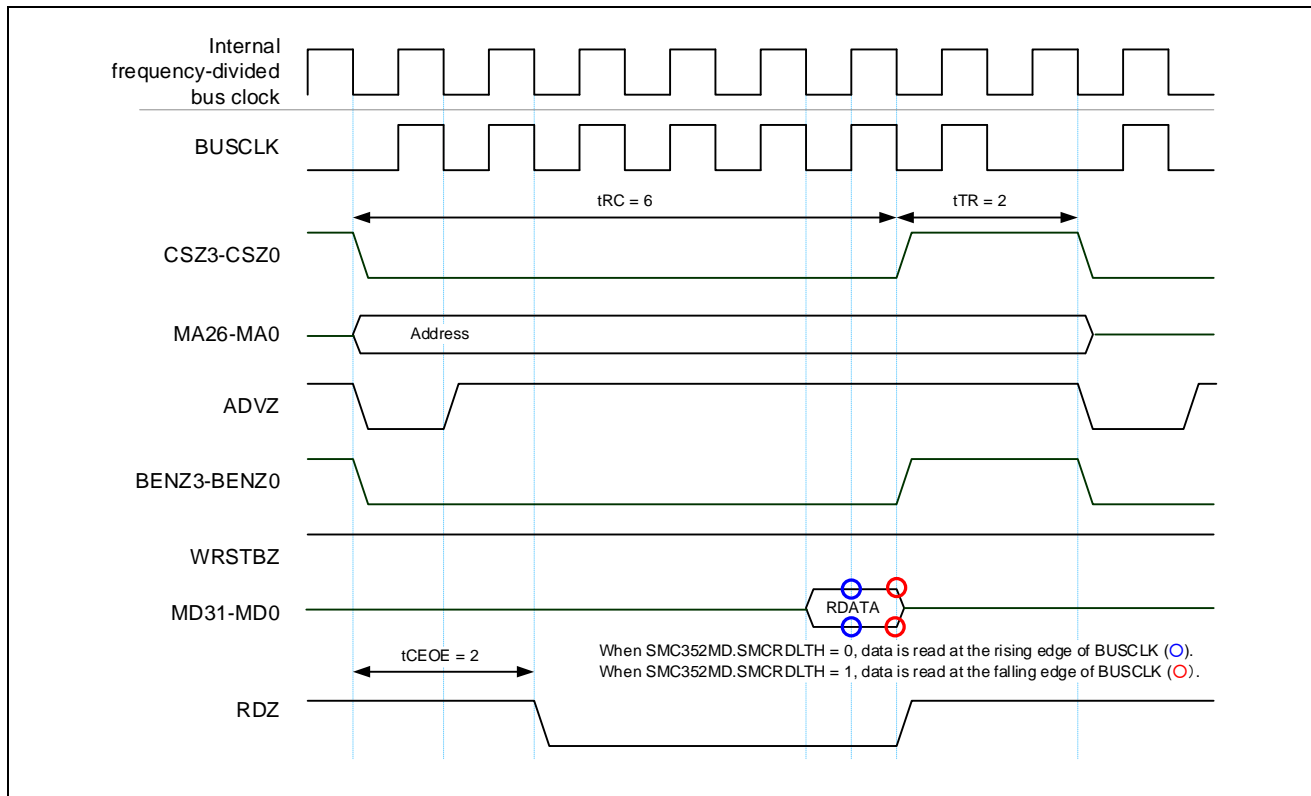 Internal
frequency-divided
bus clock
BUSCLK
tRC = 6
tTR = 2
CSZ3-CSZ0
MA26-MA0
Address
ADVZ
BENZ3-BENZ0
WRSTBZ
MD31-MD0
RDATA
When SMC352MD.SMCRDLTH = 0, data is read at the rising edge of BUSCLK (○).
When SMC352MD.SMCRDLTH = 1, data is read at the falling edge of BUSCLK (○).
tCEOE = 2
RDZ